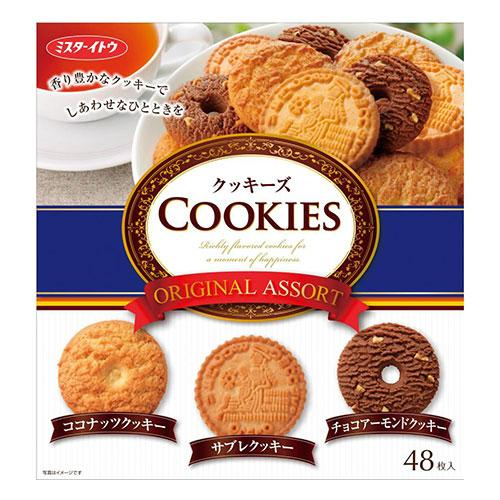 ミスターイトウ
香り豊かなクッキーで
しあわせなひとときを
クッキーズ
COOKIES
Richly flavored cookies for
a moment of happiness
ORIGINAL ASSORT
ココナッツクッキー
サブレクッキー
チョコアーモンドクッキー
写真はイメージです
48枚入